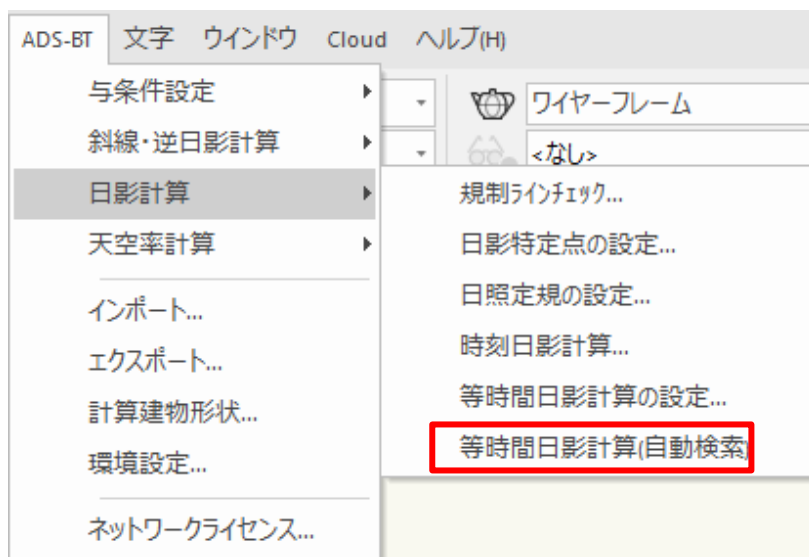 ADS-BT 文字 ウインドウ Cloud ヘルプ(H)
与条件設定
ワイヤーフレーム
斜線・逆日影計算
<なし>
日影計算
規制ラインチェック...
天空率計算
日影特定点の設定...
日照定規の設定...
インポート...
時刻日影計算...
エクスポート...
等時間日影計算の設定...
計算建物形状...
等時間日影計算(自動検索)
環境設定...
ネットワークライセンス...